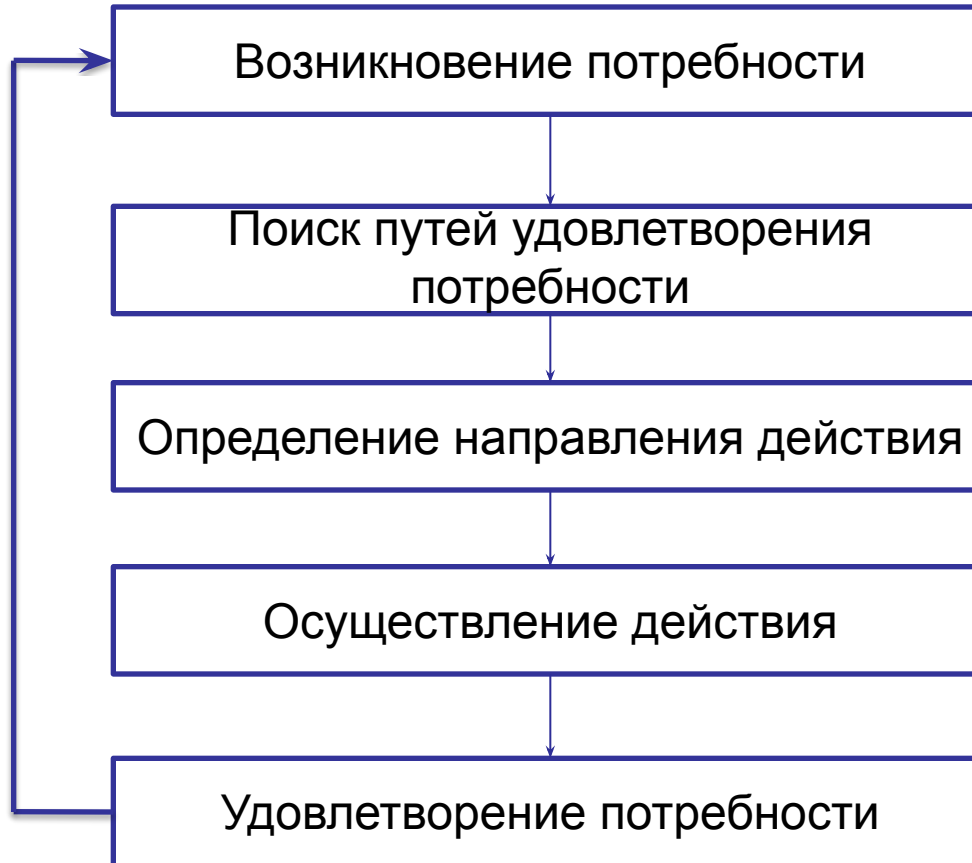 Возникновение потребности
Поиск путей удовлетворения
потребности
Определение направления действия
Осуществление действия
Удовлетворение потребности